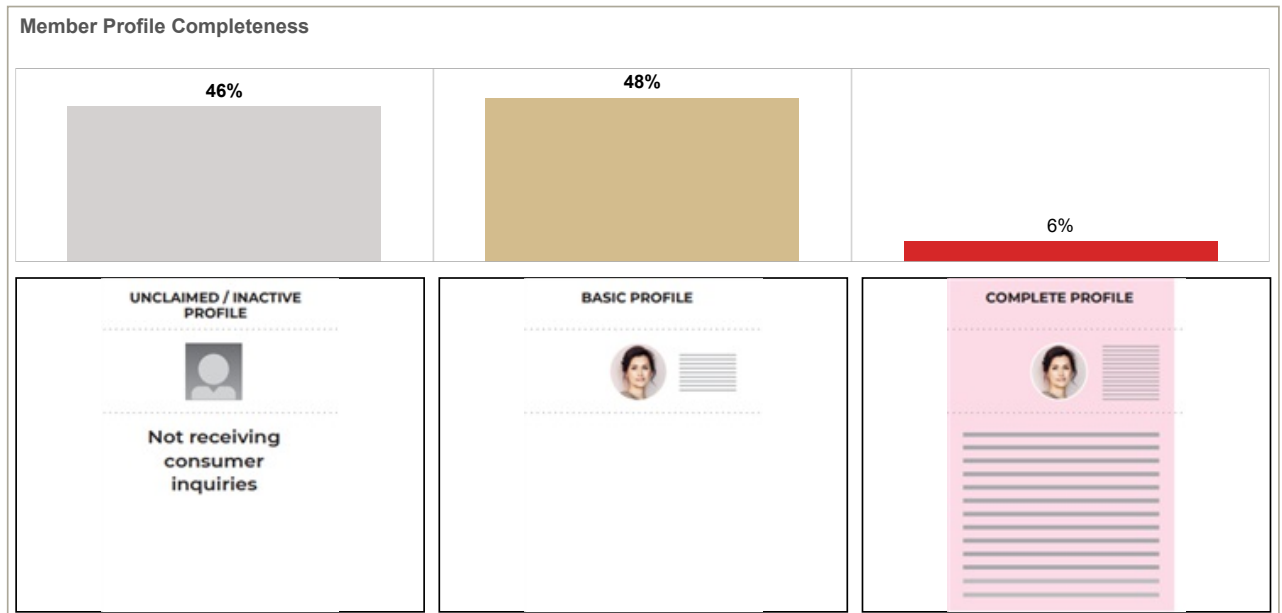 Member Profile Completeness
46%
48%
6%
UNCLAIMED / INACTIVE
PROFILE
Not receiving
consumer
inquiries
BASIC PROFILE
COMPLETE PROFILE